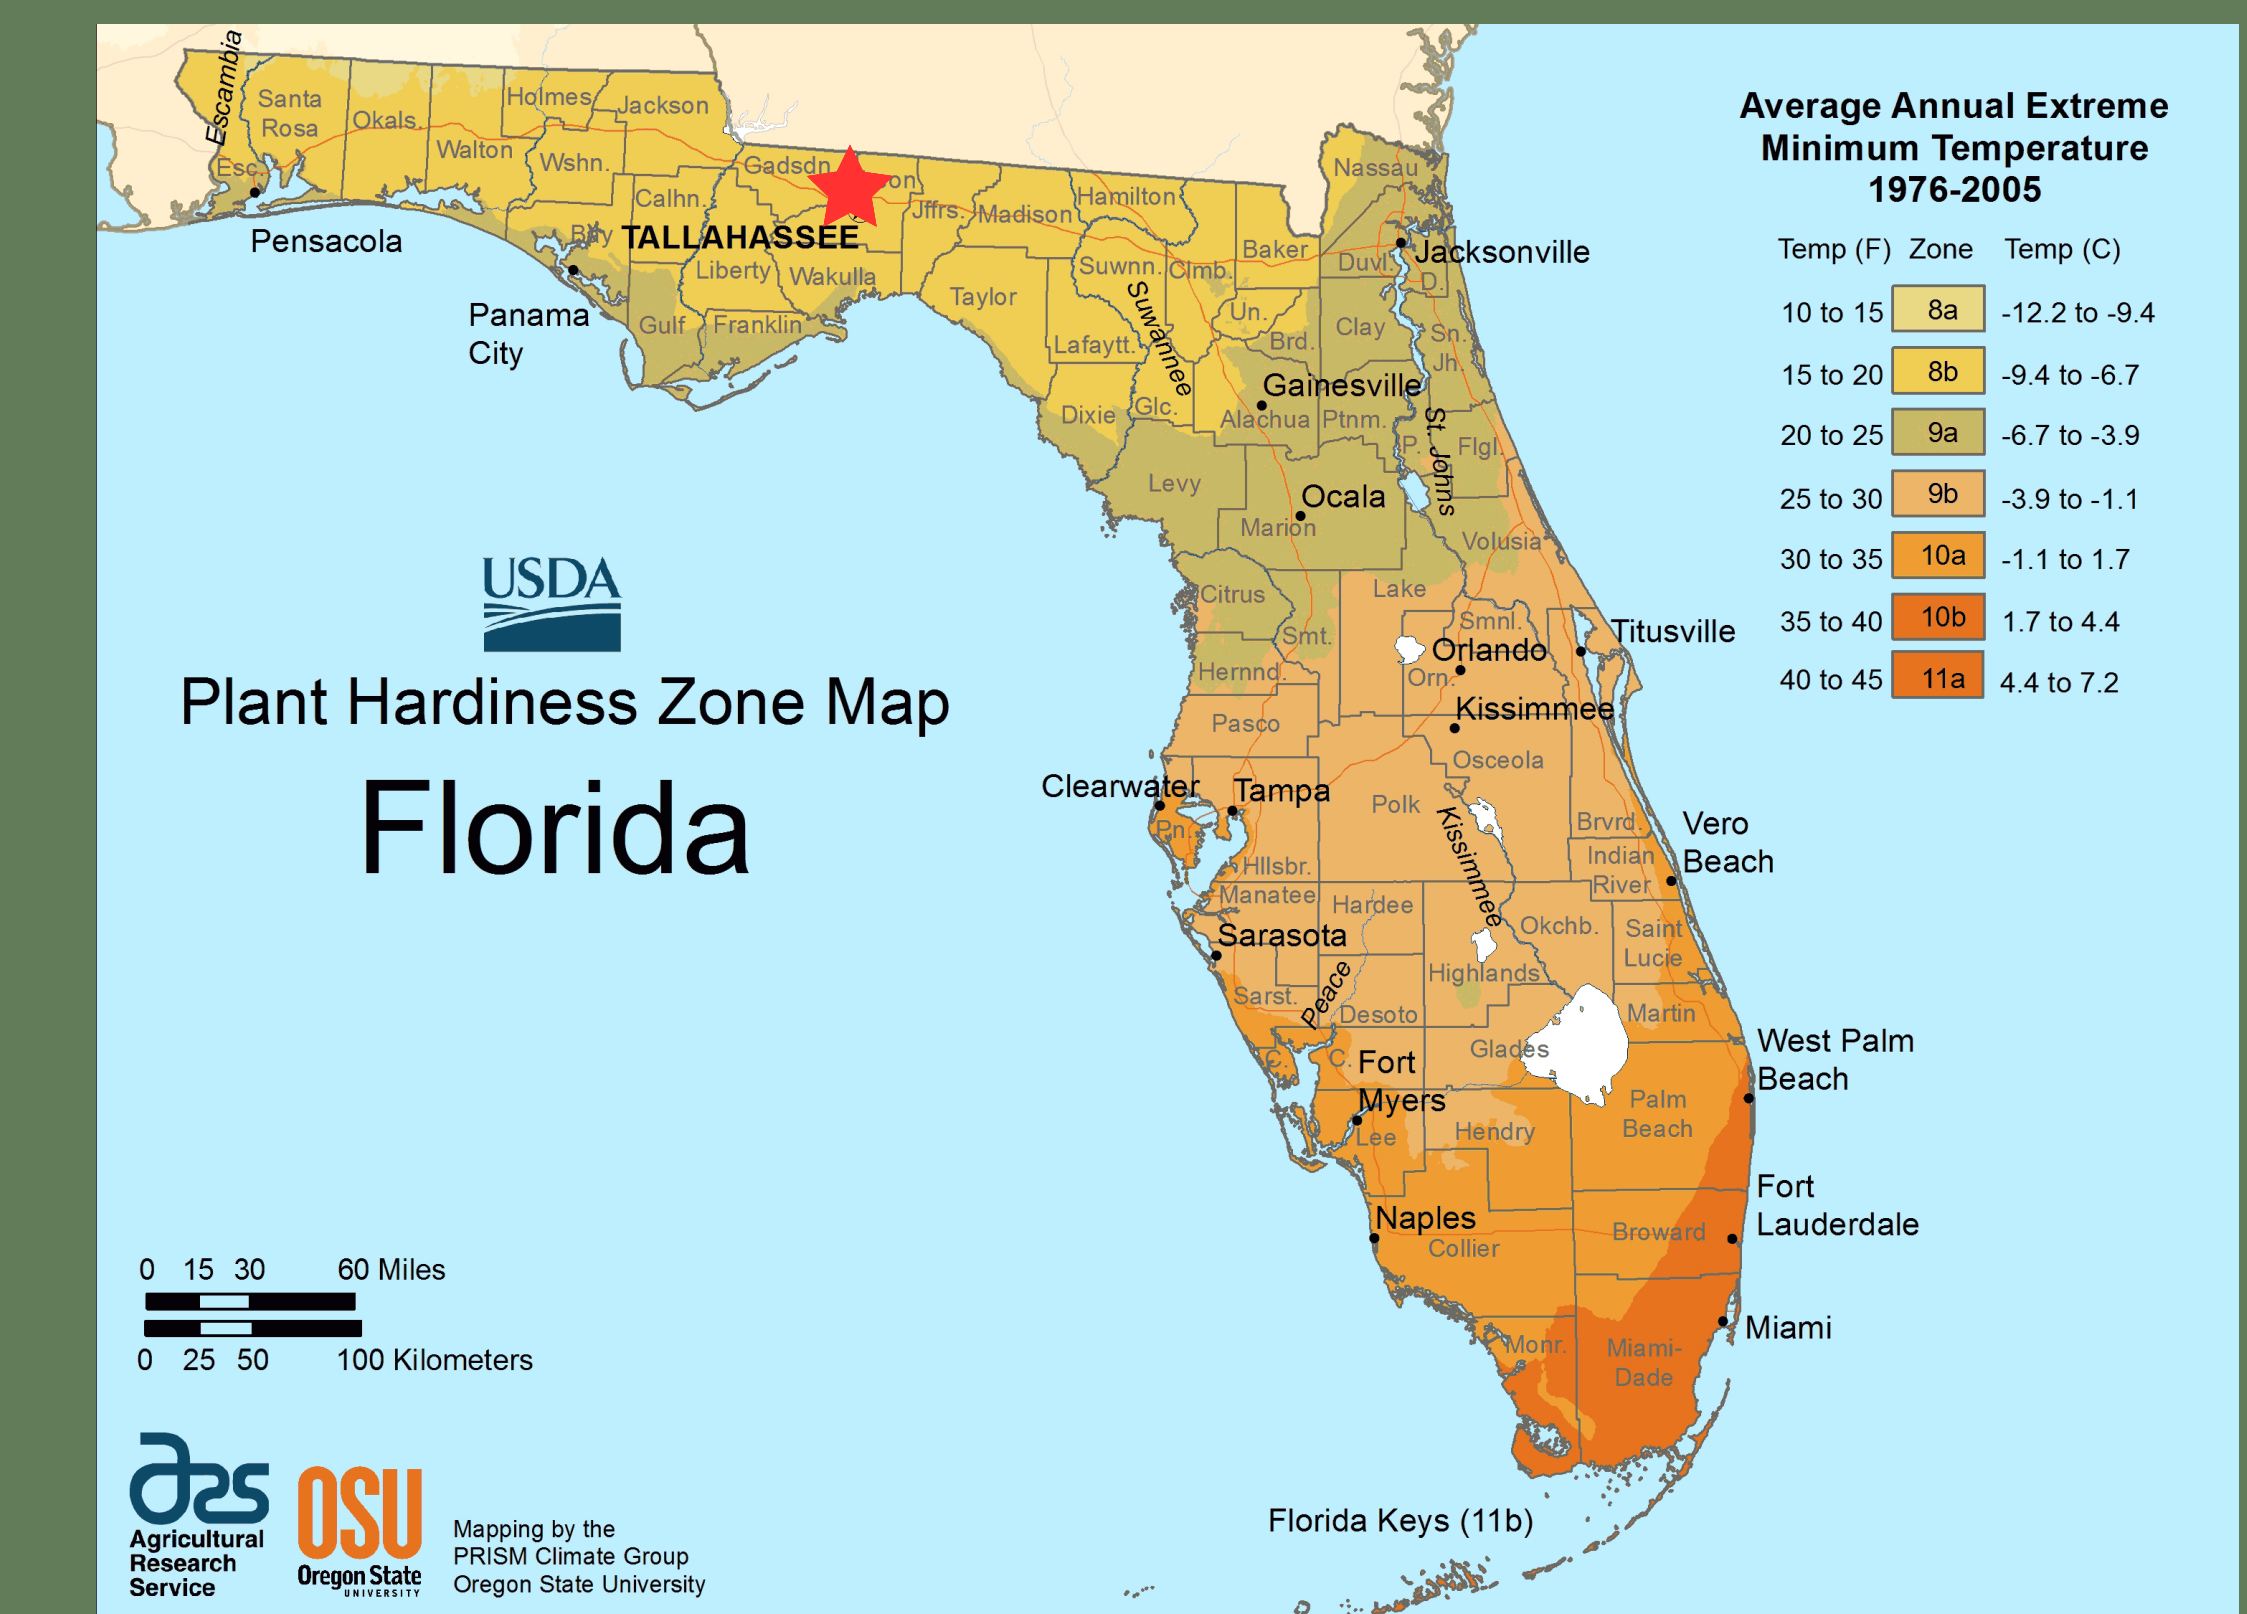 Escambia
Santa
Rosa
Okals.
Walton
Holmes
Jackson
Wshn.
Esc.
Calhn.
Gadsdn
on
Jffrs.
Madison
Hamilton
Nassau
Bay
TALLAHASSEE
Liberty
Wakulla
Taylor
Suwnn.
Clmb.
Baker
Duvl.
Jacksonville
D.
Pensacola
Panama
City
Gulf
Franklin
Lafaytt.
Suwannee
Un.
Brd.
Clay
Sn.
Jh.
Dixie
Glc.
Gainesville
Alachua
Ptnm.
P.
St. Johns
Flgl.
Levy
Ocala
Marion
Volusia
Citrus
Lake
Smt.
Smnl.
Orlando
Titusville
Hernnd.
Orn.
Kissimmee
Pasco
Osceola
Clearwater
Tampa
Polk
Kissimmee
Pn.
Brvrd.
Vero
Beach
Indian
River
Hllsbr.
Manatee
Hardee
Okchb.
Saint
Lucie
Sarasota
Highlands
Sarst.
Peace
Desoto
Martin
C.
C.
Fort
Myers
Glades
West Palm
Beach
Palm
Beach
Lee
Hendry
Fort
Lauderdale
Naples
Collier
Broward
Monr.
Miami-
Dade
Miami
Florida Keys (11b)
Average Annual Extreme
Minimum Temperature
1976-2005
Temp (F) Zone Temp (C)
10 to 15 8a -12.2 to -9.4
15 to 20 8b -9.4 to -6.7
20 to 25 9a -6.7 to -3.9
25 to 30 9b -3.9 to -1.1
30 to 35 10a -1.1 to 1.7
35 to 40 10b 1.7 to 4.4
40 to 45 11a 4.4 to 7.2
USDA
Plant Hardiness Zone Map
Florida
0 15 30 60 Miles
0 25 50 100 Kilometers
ars
Agricultural
Research
Service
OSU
Oregon State
UNIVERSITY
Mapping by the
PRISM Climate Group
Oregon State University